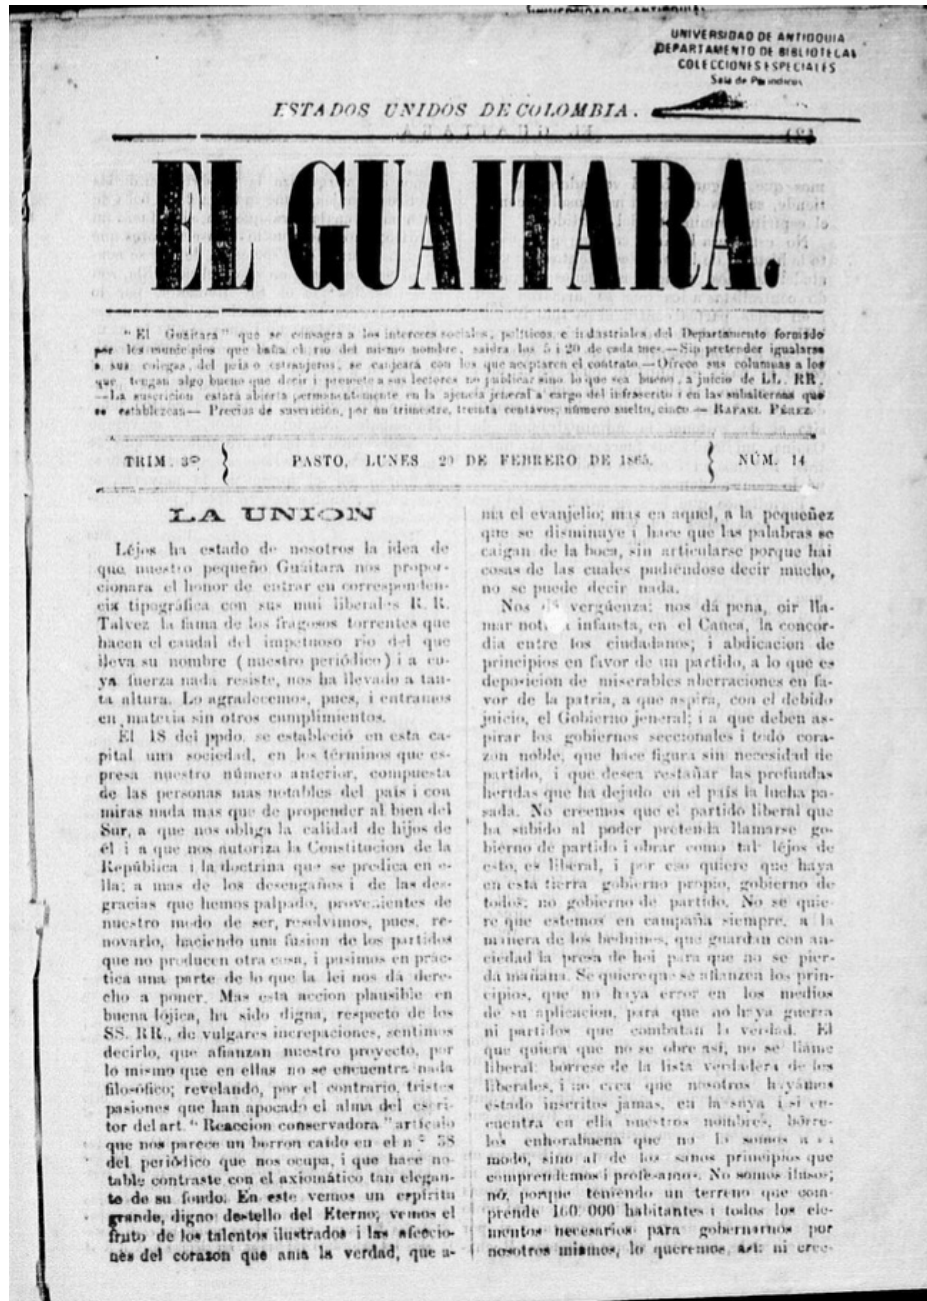 UNIVERSIDAD DE ANTIOQUIA
UNIVERSIDAD DE ANTIOQUIA
DEPARTAMENTO DE BIBLIOTECAS
COLECCIONES ESPECIALES
Sala de Periodicos
ESTADOS UNIDOS DE COLOMBIA.
EL GUAITARA.
"El Guáitara" que se consagra a los intereses sociales, políticos e industriales del Departamento formado
por los municipios que baña el rio del mismo nombre, saldra los 5 i 20 de cada mes.—Sin pretender igualarse
a sus colegas, del pais o estranjeros, se canjeará con los que aceptaren el contrato.—Ofrece sus columnas a los
que, tengan algo bueno que decir i promete a sus lectores no publicar sino lo que sea bueno, a juicio de LL. RR.
—La suscricion estará abierta permanentemente en la ajencia jeneral a cargo del infrascrito i en las subalternas que
se establezcan—Precios de suscricion, por un trimestre, treinta centavos; número suelto, cinco.—RAFAEL PÉREZ.
TRIM. 3º
PASTO, LUNES 20 DE FEBRERO DE 1865.
NÚM. 14
LA UNION
Léjos ha estado de nosotros la idea de
que nuestro pequeño Guáitara nos propor-
cionara el honor de entrar en corresponden-
cia tipográfica con sus mui liberales R. R.
Talvez la fama de los fragosos torrentes que
hacen el caudal del impetuoso rio del que
lleva su nombre (nuestro periódico) i a cu-
ya fuerza nada resiste, nos ha llevado a tan-
ta altura. Lo agradecemos, pues, i entramos
en materia sin otros cumplimientos.
El 18 del ppdo. se estableció en esta ca-
pital una sociedad, en los términos que es-
presa nuestro número anterior, compuesta
de las personas mas notables del pais i con
miras nada mas que de propender al bien del
Sur, a que nos obliga la calidad de hijos de
él i a que nos autoriza la Constitucion de la
República i la doctrina que se predica en e-
lla; a mas de los desengaños i de las des-
gracias que hemos palpado, provenientes de
nuestro modo de ser, resolvimos, pues, re-
novarlo, haciendo una fusion de los partidos
que no producen otra cosa, i pusimos en prác-
tica una parte de lo que la lei nos dá dere-
cho a poner. Mas esta accion plausible en
buena lójica, ha sido digna, respecto de los
SS. RR., de vulgares increpaciones, sentimos
decirlo, que afianzan nuestro proyecto, por
lo mismo que en ellas no se encuentra nada
filosófico; revelando, por el contrario, tristes
pasiones que han apocado el alma del escri-
tor del art. "Reaccion conservadora" artículo
que nos parece un borron caido en el nº 58
del periódico que nos ocupa, i que hace no-
table contraste con el axiomático tan elegan-
te de su fondo. En este vemos un espíritu
grande, digno destello del Eterno; vemos el
fruto de los talentos ilustrados i las afeccio-
nes del corazon que ama la verdad, que a-
ma el evanjelio; mas en aquel, a la pequeñez
que se disminuye i hace que las palabras se
caigan de la boca, sin articularse porque hai
cosas de las cuales pudiéndose decir mucho,
no se puede decir nada.
Nos dá vergüenza; nos dá pena, oir lla-
mar infausta, en el Cauca, la concor-
dia entre los ciudadanos; i abdicacion de
principios en favor de un partido, a lo que es
deposicion de miserables aberraciones en fa-
vor de la patria, a que aspira, con el debido
juicio, el Gobierno jeneral; i a que deben as-
pirar los gobiernos seccionales i todo cora-
zon noble, que hace figura sin necesidad de
partido, i que desea restañar las profundas
heridas que ha dejado en el pais la lucha pa-
sada. No creemos que el partido liberal que
ha subido al poder pretenda llamarse go-
bierno de partido i obrar como tal: léjos de
esto, es liberal, i por eso quiere que haya
en esta tierra gobierno propio, gobierno de
todos; no gobierno de partido. No se quie-
re que estemos en campaña siempre, a la
manera de los beduinos, que guardan con an-
ciedad la presa de hoi para que no se pier-
da mañana. Se quiere que se afianzen los prin-
cipios, que no haya error en los medios
de su aplicacion, para que no haya guerra
ni partidos que combatan la verdad. El
que quiera que no se obre así, no se llame
liberal: bórrese de la lista verdadera de los
liberales, i no crea que nosotros hayámos
estado inscritos jamas, en la suya i si en-
cuentra en ella nuestros nombres, bórre-
los enhorabuena que no lo somos a su
modo, sino al de los sanos principios que
comprendemos i profesamos. No somos ilusos;
nó, porque teniendo un terreno que com-
prende 160.000 habitantes i todos los ele-
mentos necesarios para gobernarnos por
nosotros mismos, lo queremos, así: ni cree-